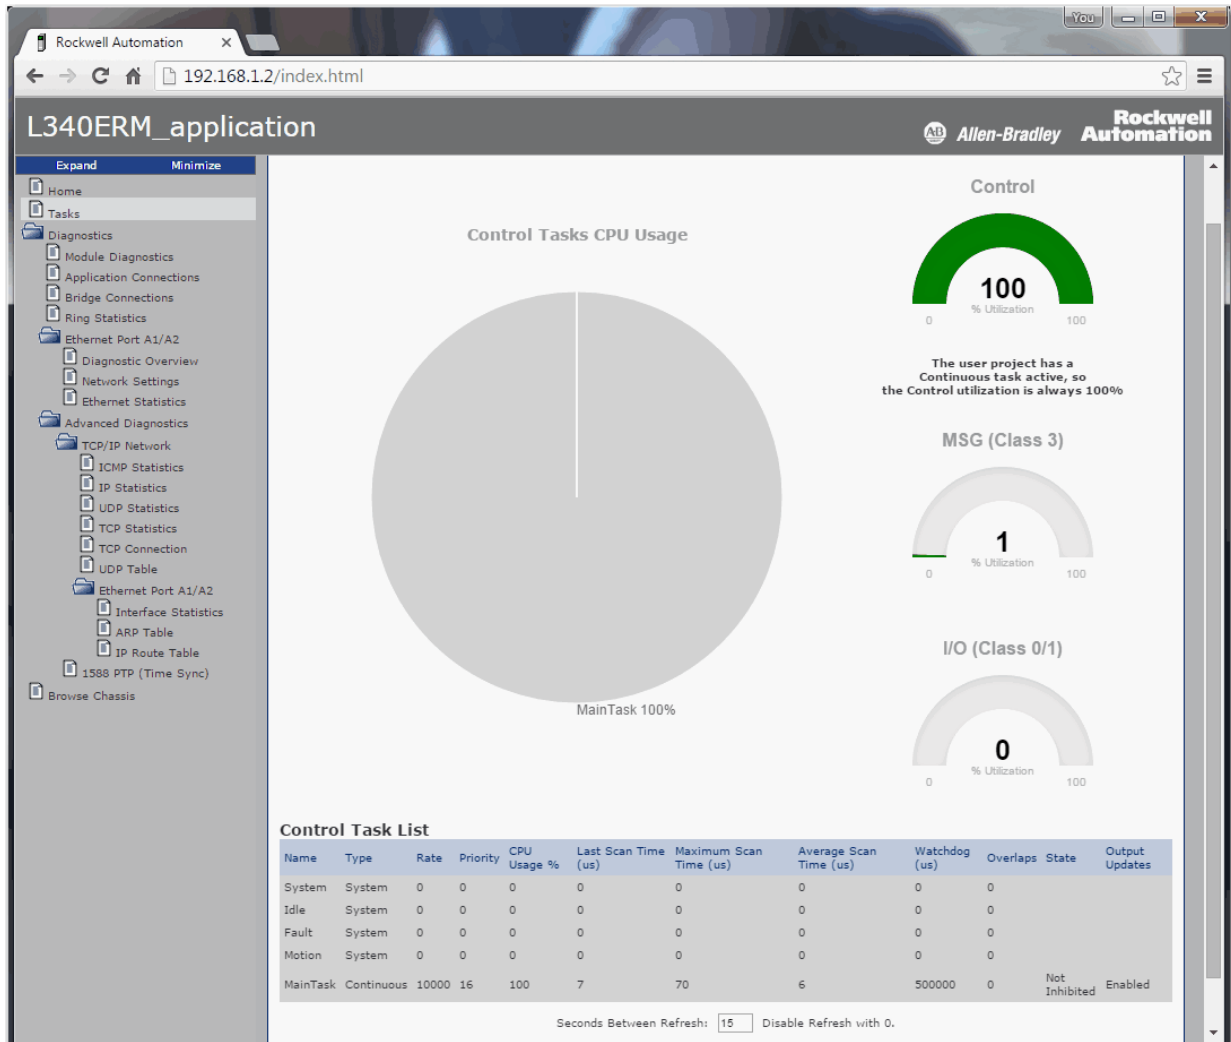 You
Rockwell Automation
192.168.1.2/index.html
L340ERM_application
AB Allen-Bradley
Rockwell
Automation
Expand Minimize
Home
Tasks
Diagnostics
Module Diagnostics
Application Connections
Bridge Connections
Ring Statistics
Ethernet Port A1/A2
Diagnostic Overview
Network Settings
Ethernet Statistics
Advanced Diagnostics
TCP/IP Network
ICMP Statistics
IP Statistics
UDP Statistics
TCP Statistics
TCP Connection
UDP Table
Ethernet Port A1/A2
Interface Statistics
ARP Table
IP Route Table
1588 PTP (Time Sync)
Browse Chassis
Control Tasks CPU Usage
MainTask 100%
Control
100
% Utilization
0 100
The user project has a
Continuous task active, so
the Control utilization is always 100%
MSG (Class 3)
1
% Utilization
0 100
I/O (Class 0/1)
0
% Utilization
0 100
Control Task List
Name Type Rate Priority CPU Usage % Last Scan Time (us) Maximum Scan Time (us) Average Scan Time (us) Watchdog (us) Overlaps State Output Updates
System System 0 0 0 0 0 0 0 0
Idle System 0 0 0 0 0 0 0 0
Fault System 0 0 0 0 0 0 0 0
Motion System 0 0 0 0 0 0 0 0
MainTask Continuous 10000 16 100 7 70 6 500000 0 Not Inhibited Enabled
Seconds Between Refresh: 15 Disable Refresh with 0.